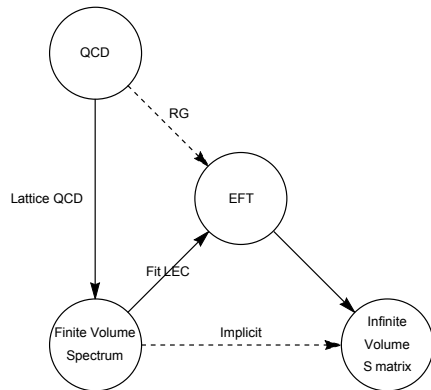 QCD
RG
Lattice QCD
EFT
Fit LEC
Finite Volume
Spectrum
Implicit
Infinite
Volume
S matrix